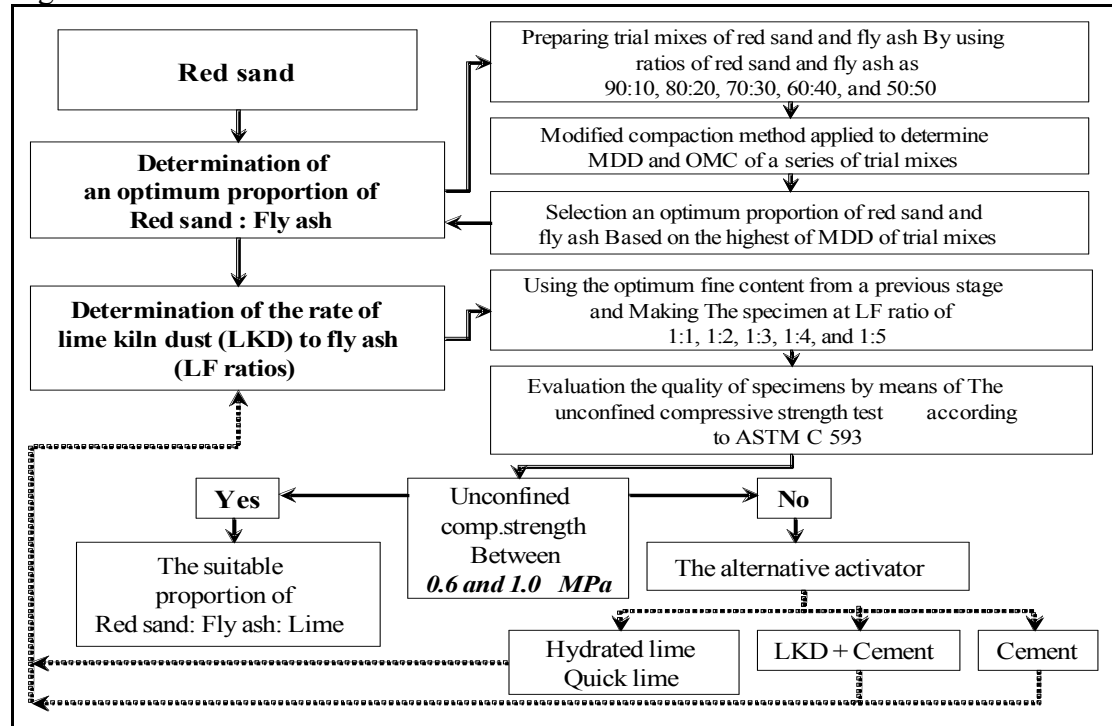 Red sand
Preparing trial mixes of red sand and fly ash By using
ratios of red sand and fly ash as
90:10, 80:20, 70:30, 60:40, and 50:50
Modified compaction method applied to determine
MDD and OMC of a series of trial mixes
Determination of
an optimum proportion of
Red sand : Fly ash
Selection an optimum proportion of red sand and
fly ash Based on the highest of MDD of trial mixes
Determination of the rate of
lime kiln dust (LKD) to fly ash
(LF ratios)
Using the optimum fine content from a previous stage
and Making The specimen at LF ratio of
1:1, 1:2, 1:3, 1:4, and 1:5
Evaluation the quality of specimens by means of The
unconfined compressive strength test according
to ASTM C 593
Yes
Unconfined
comp.strength
Between
0.6 and 1.0 MPa
No
The suitable
proportion of
Red sand: Fly ash: Lime
The alternative activator
Hydrated lime
Quick lime
LKD + Cement
Cement